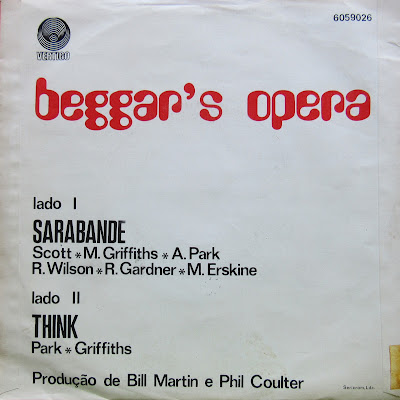 6059026
VERTIGO
beggar's opera
lado I
SARABANDE
Scott * M. Griffiths * A. Park
R. Wilson * R. Gardner * M. Erskine
lado II
THINK
Park * Griffiths
Produção de Bill Martin e Phil Coulter